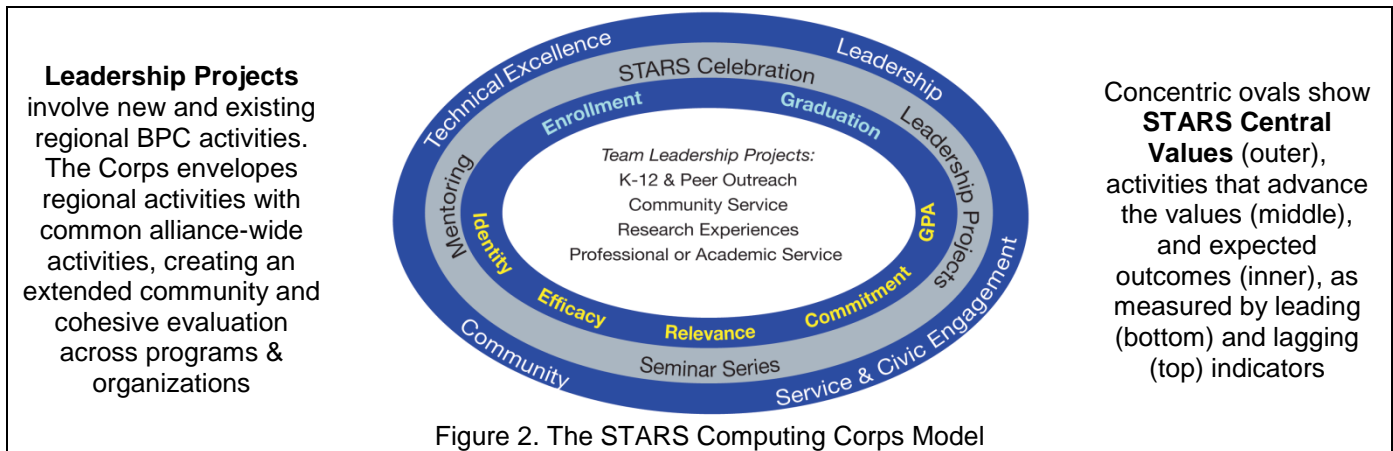 Leadership Projects
involve new and existing
regional BPC activities.
The Corps envelopes
regional activities with
common alliance-wide
activities, creating an
extended community and
cohesive evaluation
across programs &
organizations
Technical Excellence
Leadership
Community
Service & Civic Engagement
STARS Celebration
Mentoring
Leadership Projects
Seminar Series
Enrollment
Graduation
Identity
Efficacy
Relevance
Commitment
GPA
Team Leadership Projects:
K-12 & Peer Outreach
Community Service
Research Experiences
Professional or Academic Service
Concentric ovals show
STARS Central
Values (outer),
activities that advance
the values (middle),
and expected
outcomes (inner), as
measured by leading
(bottom) and lagging
(top) indicators
Figure 2. The STARS Computing Corps Model